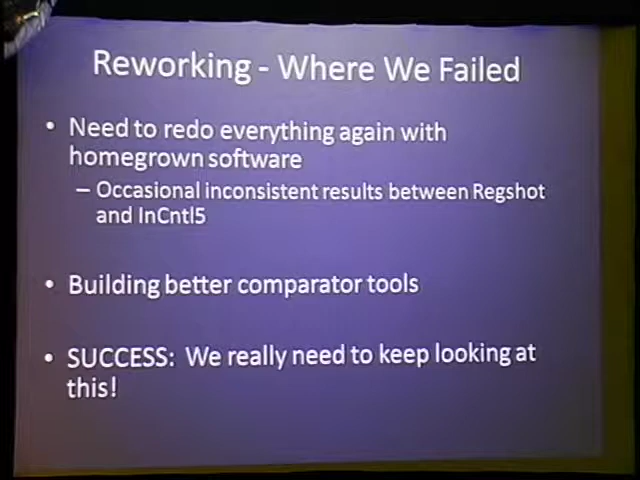 Reworking - Where We Failed
• Need to redo everything again with
homegrown software
– Occasional inconsistent results between Regshot
and InCntl5
• Building better comparator tools
• SUCCESS: We really need to keep looking at
this!